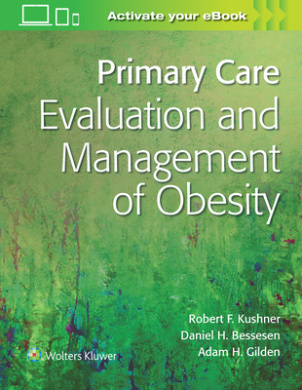 Activate your eBook
Primary Care
Evaluation and
Management
of Obesity
Robert F. Kushner
Daniel H. Bessesen
Adam H. Gilden
Wolters Kluwer